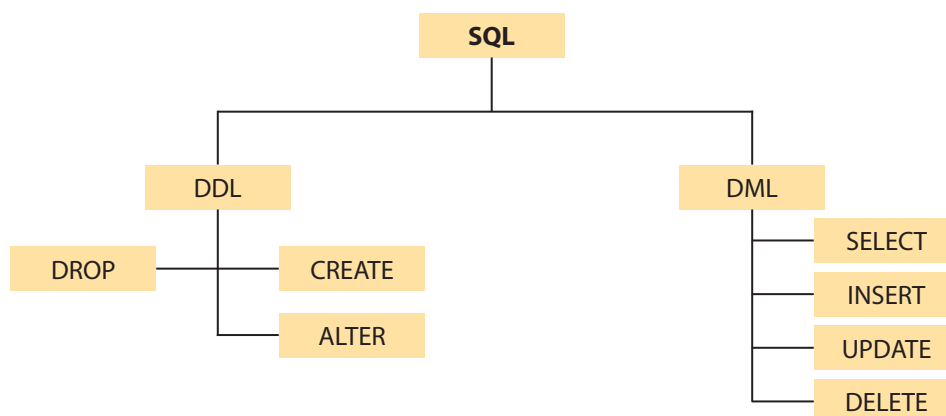 SQL
DDL
DML
DROP
CREATE
ALTER
SELECT
INSERT
UPDATE
DELETE